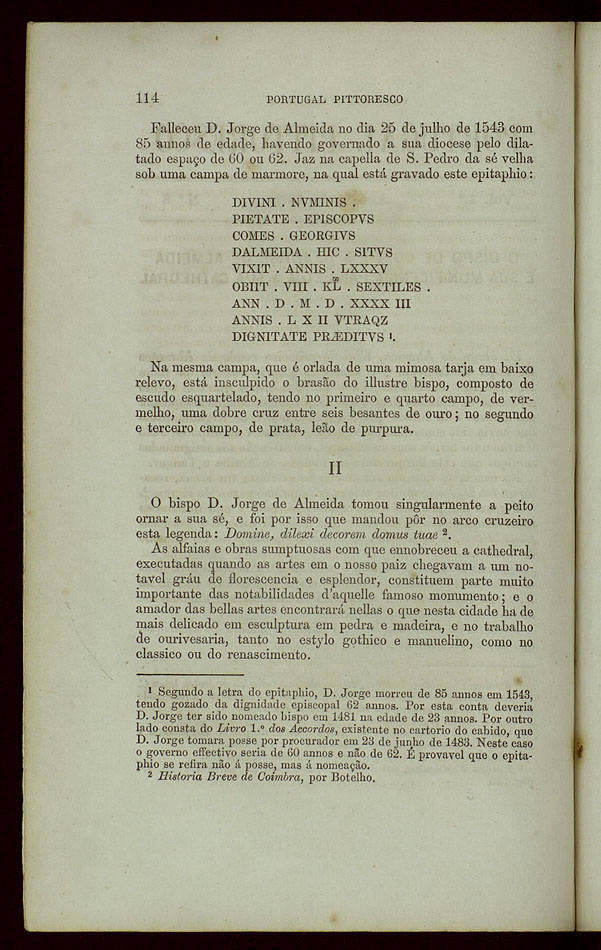 114 PORTUGAL PITTORESCO
Falleceu D. Jorge de Almeida no dia 25 de julho de 1543 com
85 annos de edade, havendo governado a sua diocese pelo dila-
tado espaço de 60 ou 62. Jaz na capella de S. Pedro da sé velha
sob uma campa de marmore, na qual está gravado este epitaphio:
DIVINI . NVMINIS .
PIETATE . EPISCOPVS
COMES . GEORGIVS
DALMEIDA . HIC . SITVS
VIXIT . ANNIS . LXXXV
OBIIT . VIII . KL . SEXTILES .
ANN . D . M . D . XXXX III
ANNIS . L X II VTRAQZ
DIGNITATE PRÆDITVS ¹.
Na mesma campa, que é orlada de uma mimosa tarja em baixo
relevo, está insculpido o brasão do illustre bispo, composto de
escudo esquartelado, tendo no primeiro e quarto campo, de ver-
melho, uma dobre cruz entre seis besantes de ouro; no segundo
e terceiro campo, de prata, leão de purpura.
II
O bispo D. Jorge de Almeida tomou singularmente a peito
ornar a sua sé, e foi por isso que mandou pôr no arco cruzeiro
esta legenda: Domine, dilexi decorem domus tuae ².
As alfaias e obras sumptuosas com que ennobreceu a cathedral,
executadas quando as artes em o nosso paiz chegavam a um no-
tavel gráu de florescencia e esplendor, constituem parte muito
importante das notabilidades d'aquelle famoso monumento; e o
amador das bellas artes encontrará nellas o que nesta cidade ha de
mais delicado em esculptura em pedra e madeira, e no trabalho
de ourivesaria, tanto no estylo gothico e manuelino, como no
classico ou do renascimento.
¹ Segundo a letra do epitaphio, D. Jorge morreu de 85 annos em 1543,
tendo gozado da dignidade episcopal 62 annos. Por esta conta deveria
D. Jorge ter sido nomeado bispo em 1481 na edade de 23 annos. Por outro
lado consta do Livro 1.º dos Accordos, existente no cartorio do cabido, que
D. Jorge tomara posse por procurador em 23 de junho de 1483. Neste caso
o governo effectivo seria de 60 annos e não de 62. É provavel que o epita-
phio se refira não á posse, mas á nomeação.
² Historia Breve de Coimbra, por Botelho.